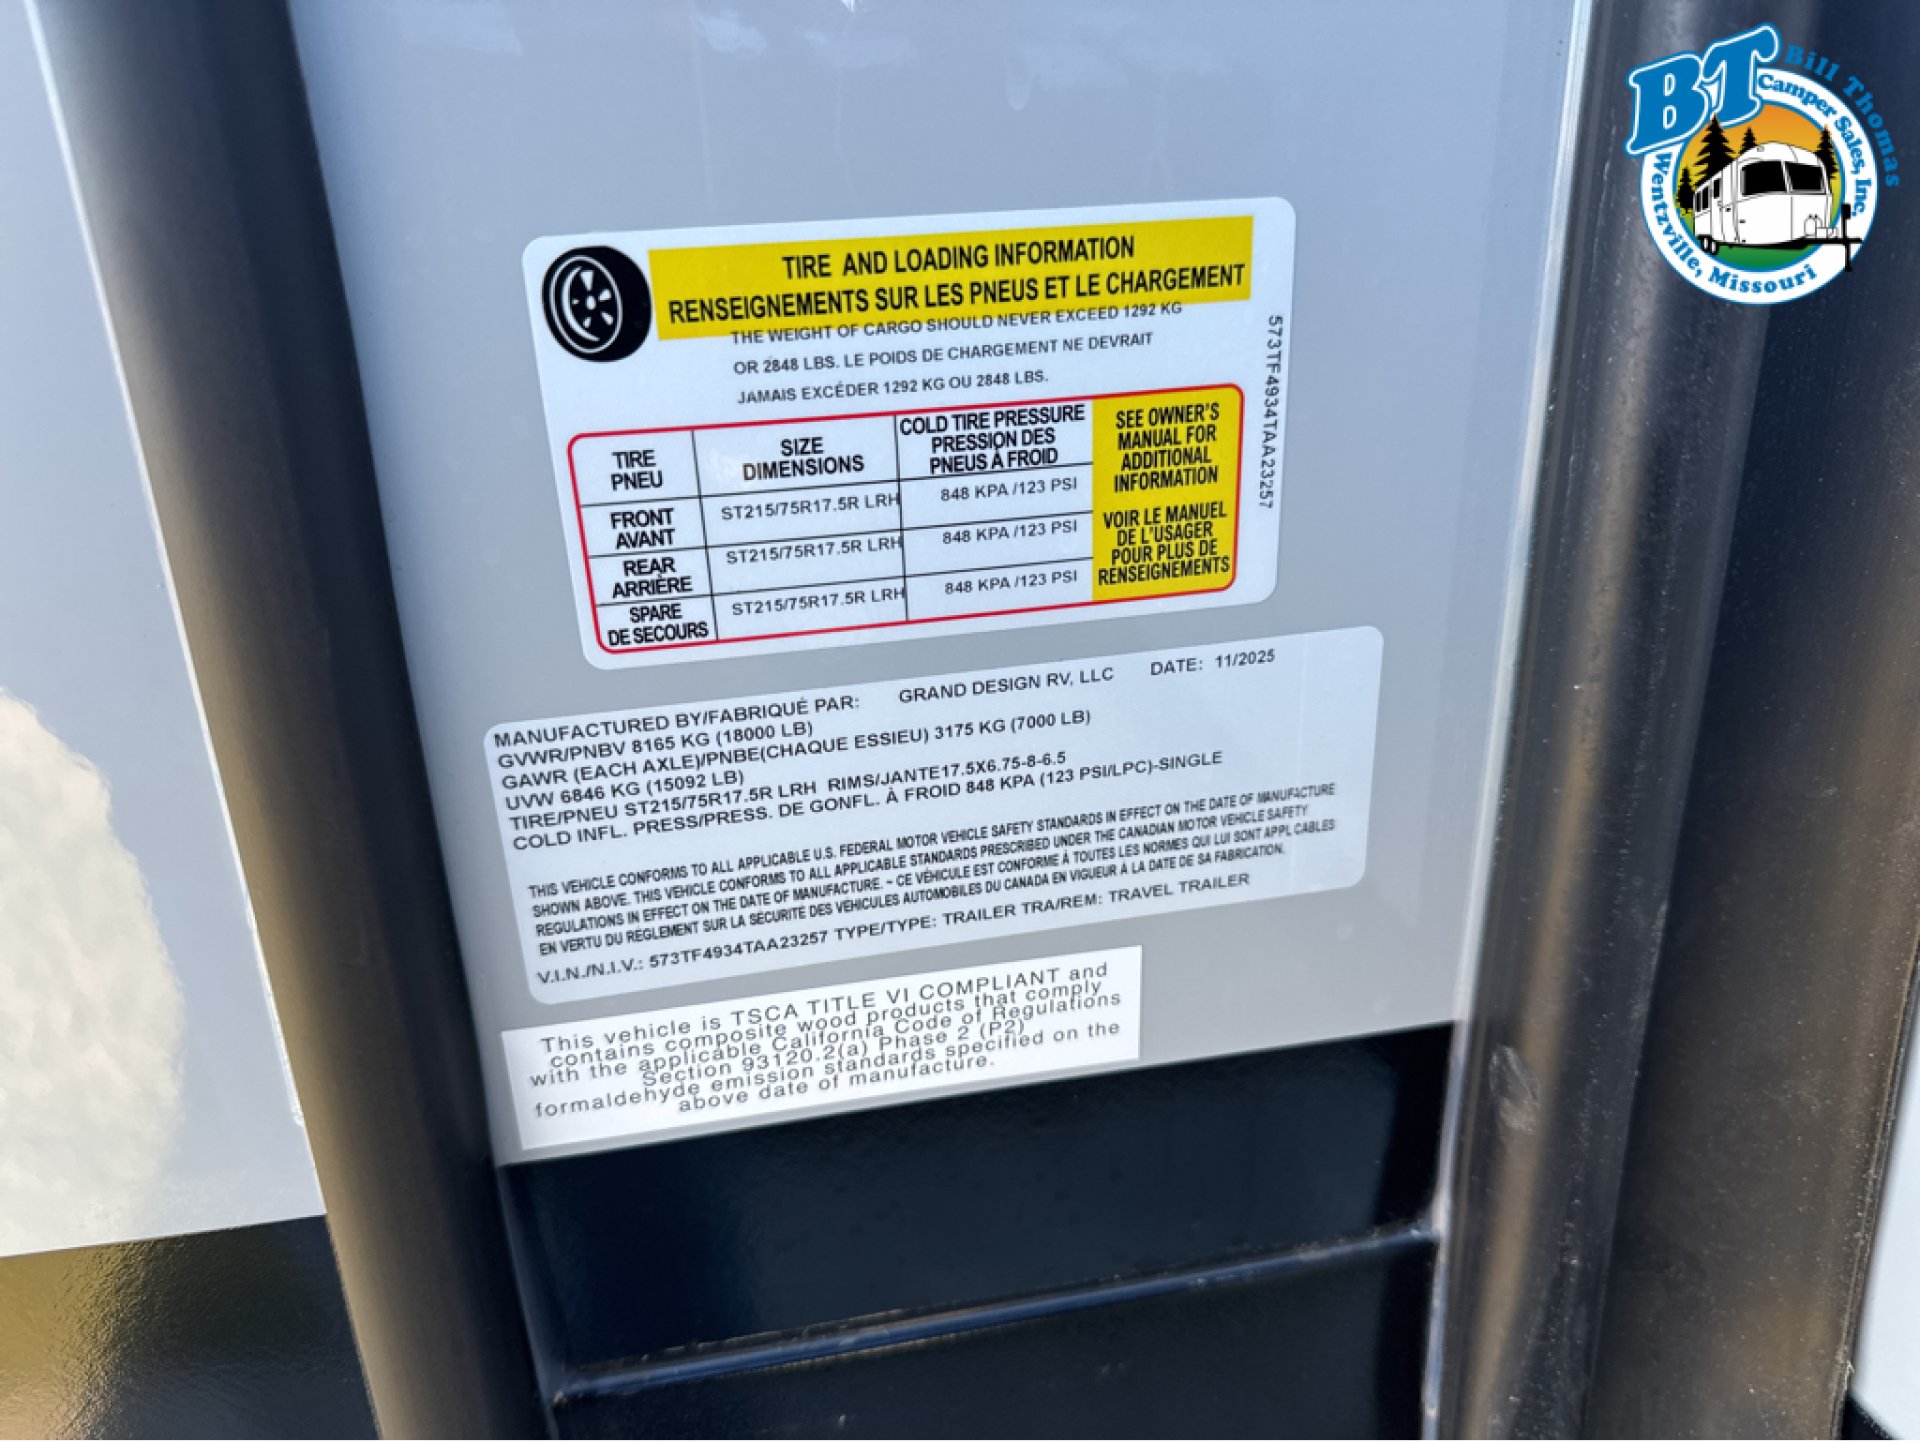 BT Bill Thomas
Camper Sales, Inc.
Wentzville, Missouri
TIRE AND LOADING INFORMATION
RENSEIGNEMENTS SUR LES PNEUS ET LE CHARGEMENT
THE WEIGHT OF CARGO SHOULD NEVER EXCEED 1292 KG
OR 2848 LBS. LE POIDS DE CHARGEMENT NE DEVRAIT
JAMAIS EXCÉDER 1292 KG OU 2848 LBS.
TIRE
PNEU
SIZE
DIMENSIONS
COLD TIRE PRESSURE
PRESSION DES
PNEUS À FROID
FRONT
AVANT
ST215/75R17.5R LRH
848 KPA /123 PSI
REAR
ARRIÈRE
ST215/75R17.5R LRH
848 KPA /123 PSI
SPARE
DE SECOURS
ST215/75R17.5R LRH
848 KPA /123 PSI
SEE OWNER'S
MANUAL FOR
ADDITIONAL
INFORMATION
VOIR LE MANUEL
DE L'USAGER
POUR PLUS DE
RENSEIGNEMENTS
573TF4934TAA23257
MANUFACTURED BY/FABRIQUÉ PAR: GRAND DESIGN RV, LLC DATE: 11/2025
GVWR/PNBV 8165 KG (18000 LB)
GAWR (EACH AXLE)/PNBE(CHAQUE ESSIEU) 3175 KG (7000 LB)
UVW 6846 KG (15092 LB)
TIRE/PNEU ST215/75R17.5R LRH RIMS/JANTE17.5X6.75-8-6.5
COLD INFL. PRESS/PRESS. DE GONFL. À FROID 848 KPA (123 PSI/LPC)-SINGLE
THIS VEHICLE CONFORMS TO ALL APPLICABLE U.S. FEDERAL MOTOR VEHICLE SAFETY STANDARDS IN EFFECT ON THE DATE OF MANUFACTURE
SHOWN ABOVE. THIS VEHICLE CONFORMS TO ALL APPLICABLE STANDARDS PRESCRIBED UNDER THE CANADIAN MOTOR VEHICLE SAFETY
REGULATIONS IN EFFECT ON THE DATE OF MANUFACTURE. - CE VÉHICULE EST CONFORME À TOUTES LES NORMES QUI LUI SONT APPL CABLES
EN VERTU DU RÈGLEMENT SUR LA SÉCURITÉ DES VÉHICULES AUTOMOBILES DU CANADA EN VIGUEUR À LA DATE DE SA FABRICATION.
V.I.N./N.I.V.: 573TF4934TAA23257 TYPE/TYPE: TRAILER TRA/REM: TRAVEL TRAILER
This vehicle is TSCA TITLE VI COMPLIANT and
contains composite wood products that comply
with the applicable California Code of Regulations
Section 93120.2(a) Phase 2 (P2)
formaldehyde emission standards specified on the
above date of manufacture.